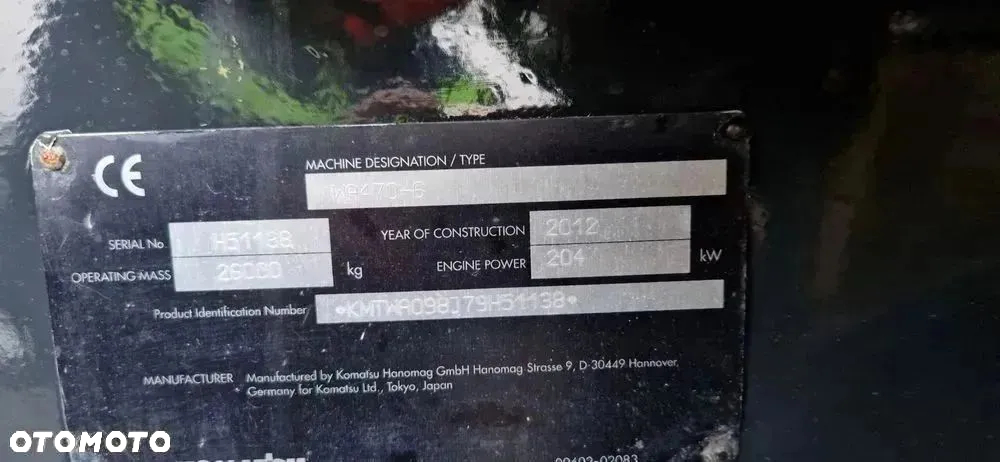 CE
MACHINE DESIGNATION / TYPE
WA470-6
SERIAL No. H51138
YEAR OF CONSTRUCTION 2012
OPERATING MASS 26000 kg
ENGINE POWER 204 kW
Product Identification Number *KMTWA098J79H51138*
MANUFACTURER Manufactured by Komatsu Hanomag GmbH Hanomag Strasse 9, D-30449 Hannover,
Germany for Komatsu Ltd., Tokyo, Japan
OTOMOTO
09692-02083